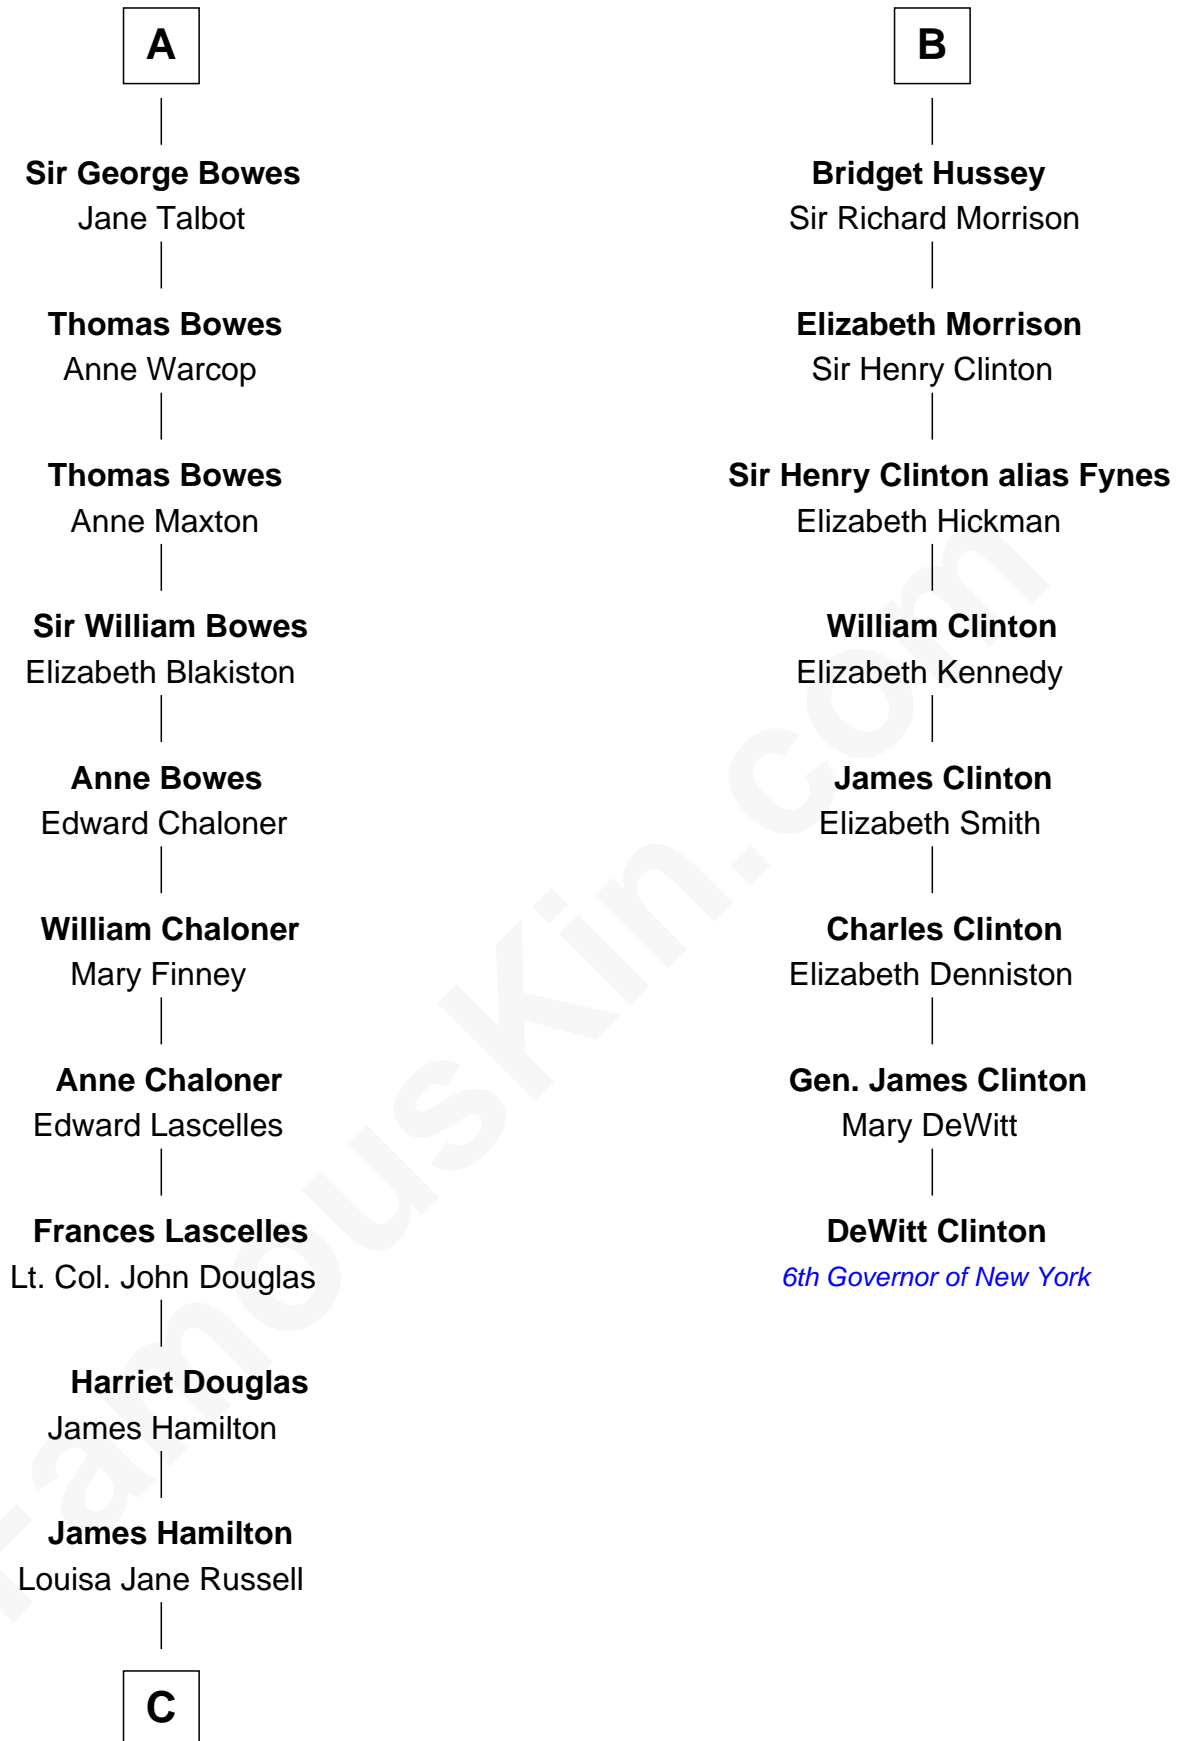 A
Sir George Bowes
Jane Talbot
Thomas Bowes
Anne Warcop
Thomas Bowes
Anne Maxton
Sir William Bowes
Elizabeth Blakiston
Anne Bowes
Edward Chaloner
William Chaloner
Mary Finney
Anne Chaloner
Edward Lascelles
Frances Lascelles
Lt. Col. John Douglas
Harriet Douglas
James Hamilton
James Hamilton
Louisa Jane Russell
C
B
Bridget Hussey
Sir Richard Morrison
Elizabeth Morrison
Sir Henry Clinton
Sir Henry Clinton alias Fynes
Elizabeth Hickman
William Clinton
Elizabeth Kennedy
James Clinton
Elizabeth Smith
Charles Clinton
Elizabeth Denniston
Gen. James Clinton
Mary DeWitt
DeWitt Clinton
6th Governor of New York
FamousKin.com